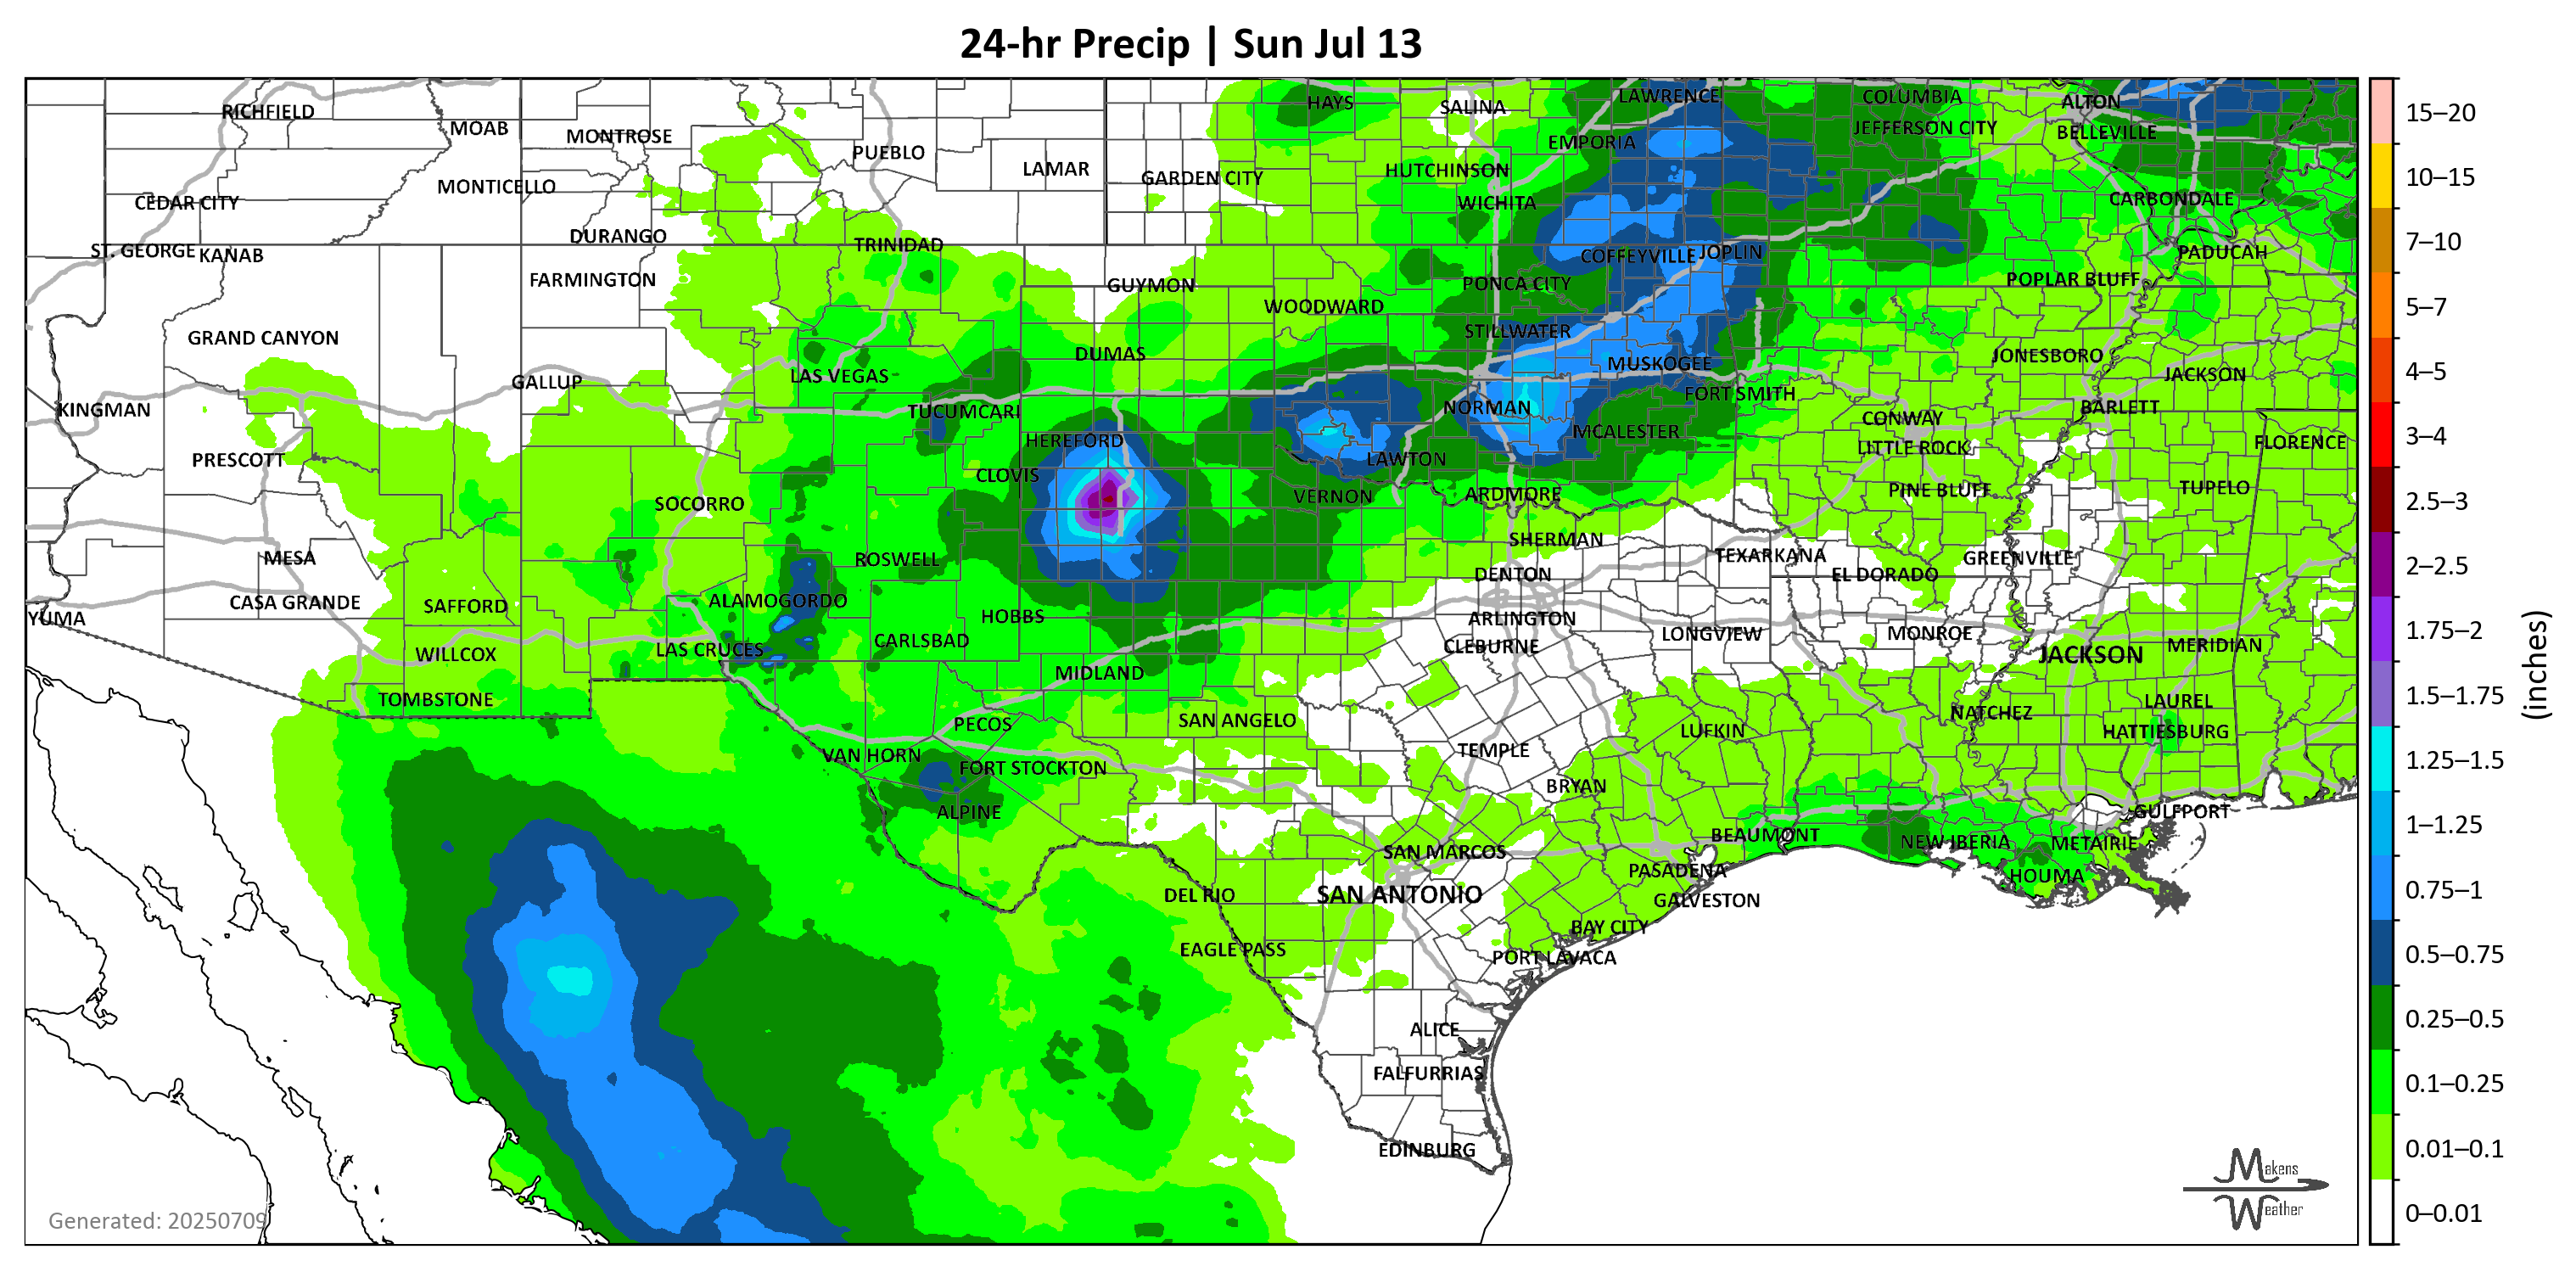 24-hr Precip | Sun Jul 13
RICHFIELD
MOAB
MONTROSE
PUEBLO
LAMAR
HAYS
SALINA
LAWRENCE
COLUMBIA
ALTON
JEFFERSON CITY
BELLEVILLE
EMPORIA
GARDEN CITY
HUTCHINSON
MONTICELLO
CEDAR CITY
WICHITA
CARBONDALE
DURANGO
TRINIDAD
ST. GEORGE
KANAB
COFFEYVILLE
JOPLIN
PADUCAH
FARMINGTON
GUYMON
PONCA CITY
POPLAR BLUFF
WOODWARD
GRAND CANYON
STILLWATER
DUMAS
JONESBORO
MUSKOGEE
LAS VEGAS
JACKSON
GALLUP
FORT SMITH
KINGMAN
TUCUMCARI
NORMAN
BARLETT
CONWAY
HEREFORD
MCALESTER
LITTLE ROCK
FLORENCE
PRESCOTT
CLOVIS
LAWTON
SOCORRO
VERNON
ARDMORE
PINE BLUFF
TUPELO
MESA
ROSWELL
SHERMAN
TEXARKANA
GREENVILLE
DENTON
EL DORADO
CASA GRANDE
SAFFORD
ALAMOGORDO
HOBBS
YUMA
ARLINGTON
LONGVIEW
MONROE
WILLCOX
LAS CRUCES
CARLSBAD
CLEBURNE
JACKSON
MERIDIAN
MIDLAND
TOMBSTONE
LAUREL
PECOS
SAN ANGELO
NATCHEZ
LUFKIN
HATTIESBURG
VAN HORN
FORT STOCKTON
TEMPLE
BRYAN
ALPINE
GULFPORT
BEAUMONT
NEW IBERIA
METAIRIE
SAN MARCOS
PASADENA
HOUMA
DEL RIO
SAN ANTONIO
GALVESTON
BAY CITY
EAGLE PASS
PORT LAVACA
ALICE
FALFURRIAS
EDINBURG
Generated: 20250709
Makens
Weather
15–20
10–15
7–10
5–7
4–5
3–4
2.5–3
2–2.5
1.75–2
1.5–1.75
1.25–1.5
1–1.25
0.75–1
0.5–0.75
0.25–0.5
0.1–0.25
0.01–0.1
0–0.01
(inches)